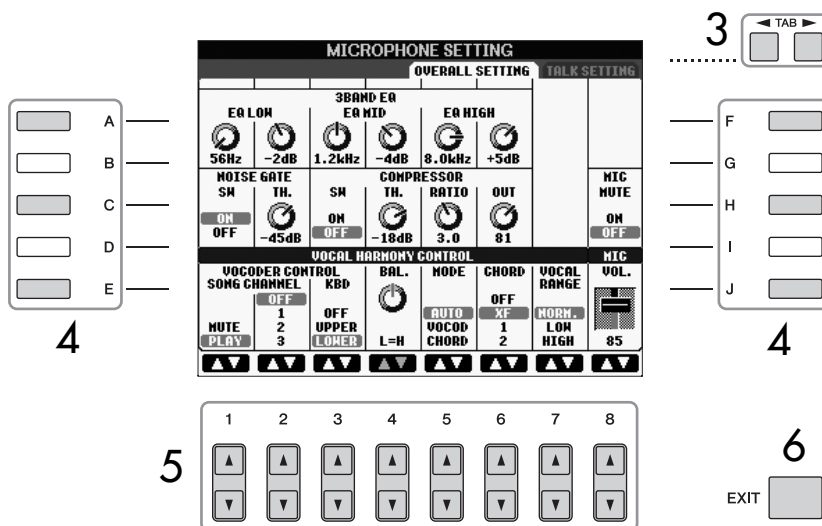 3
◄ TAB ►
MICROPHONE SETTING
OVERALL SETTING
TALK SETTING
3BAND EQ
EQ LOW EQ MID EQ HIGH
56Hz -2dB 1.2kHz -4dB 8.0kHz +5dB
NOISE GATE COMPRESSOR MIC
SW TH. SW TH. RATIO OUT MUTE
ON ON ON
OFF -45dB OFF -18dB 3.0 81 OFF
VOCAL HARMONY CONTROL MIC
VOCODER CONTROL BAL. MODE CHORD VOCAL VOL.
SONG CHANNEL KBD RANGE
OFF OFF
1 OFF AUTO XF NORM.
MUTE 2 UPPER VOCOD 1 LOW
PLAY 3 LOWER L=H CHORD 2 HIGH 85
A
B
C
D
E
4
F
G
H
I
J
4
1 2 3 4 5 6 7 8
5
6
EXIT